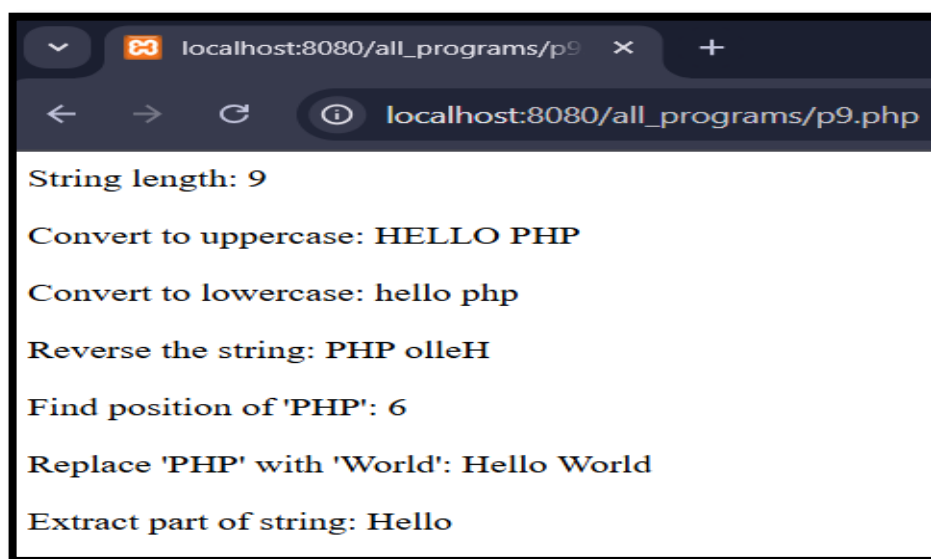 localhost:8080/all_programs/p9
localhost:8080/all_programs/p9.php
String length: 9
Convert to uppercase: HELLO PHP
Convert to lowercase: hello php
Reverse the string: PHP olleH
Find position of 'PHP': 6
Replace 'PHP' with 'World': Hello World
Extract part of string: Hello